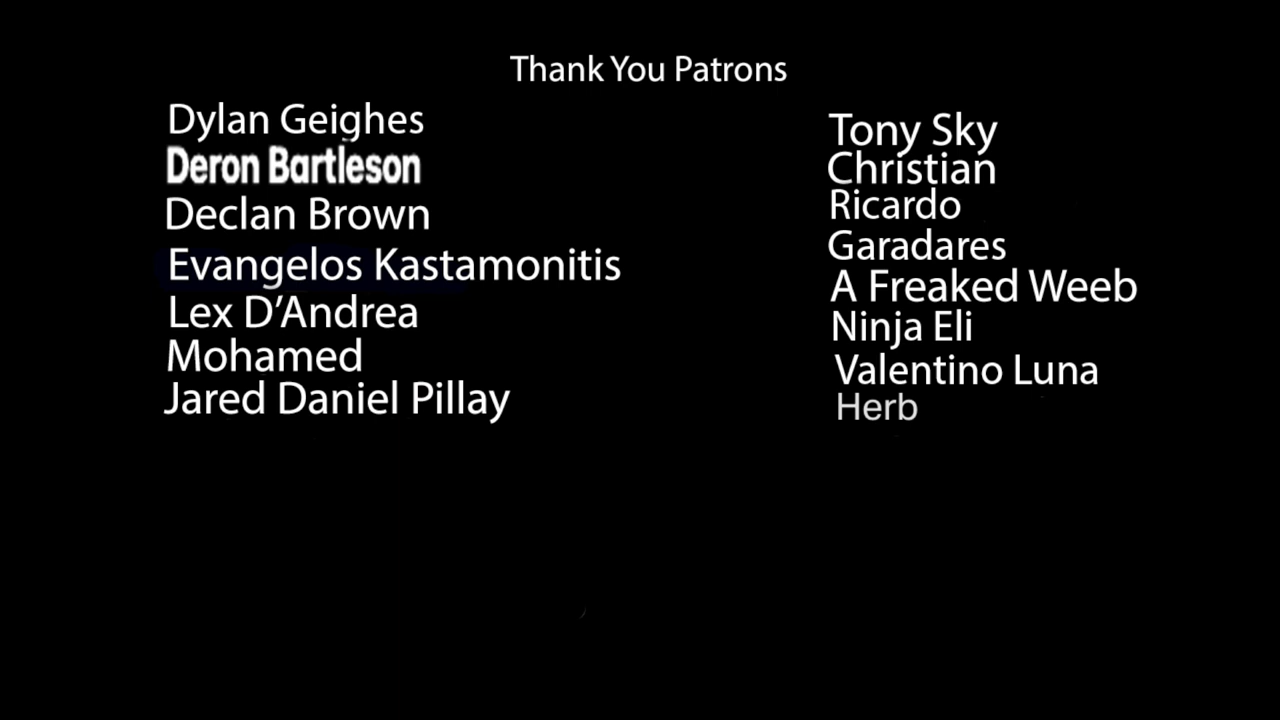 Thank You Patrons
Dylan Geighes
Deron Bartleson
Declan Brown
Evangelos Kastamonitis
Lex D’Andrea
Mohamed
Jared Daniel Pillay
Tony Sky
Christian
Ricardo
Garadares
A Freaked Weeb
Ninja Eli
Valentino Luna
Herb